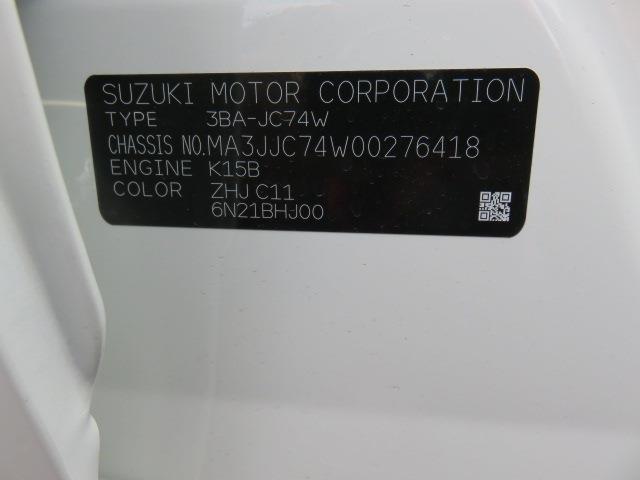 SUZUKI MOTOR CORPORATION
TYPE 3BA-JC74W
CHASSIS NO.MA3JJC74W00276418
ENGINE K15B
COLOR ZHJ C11
6N21BHJ00